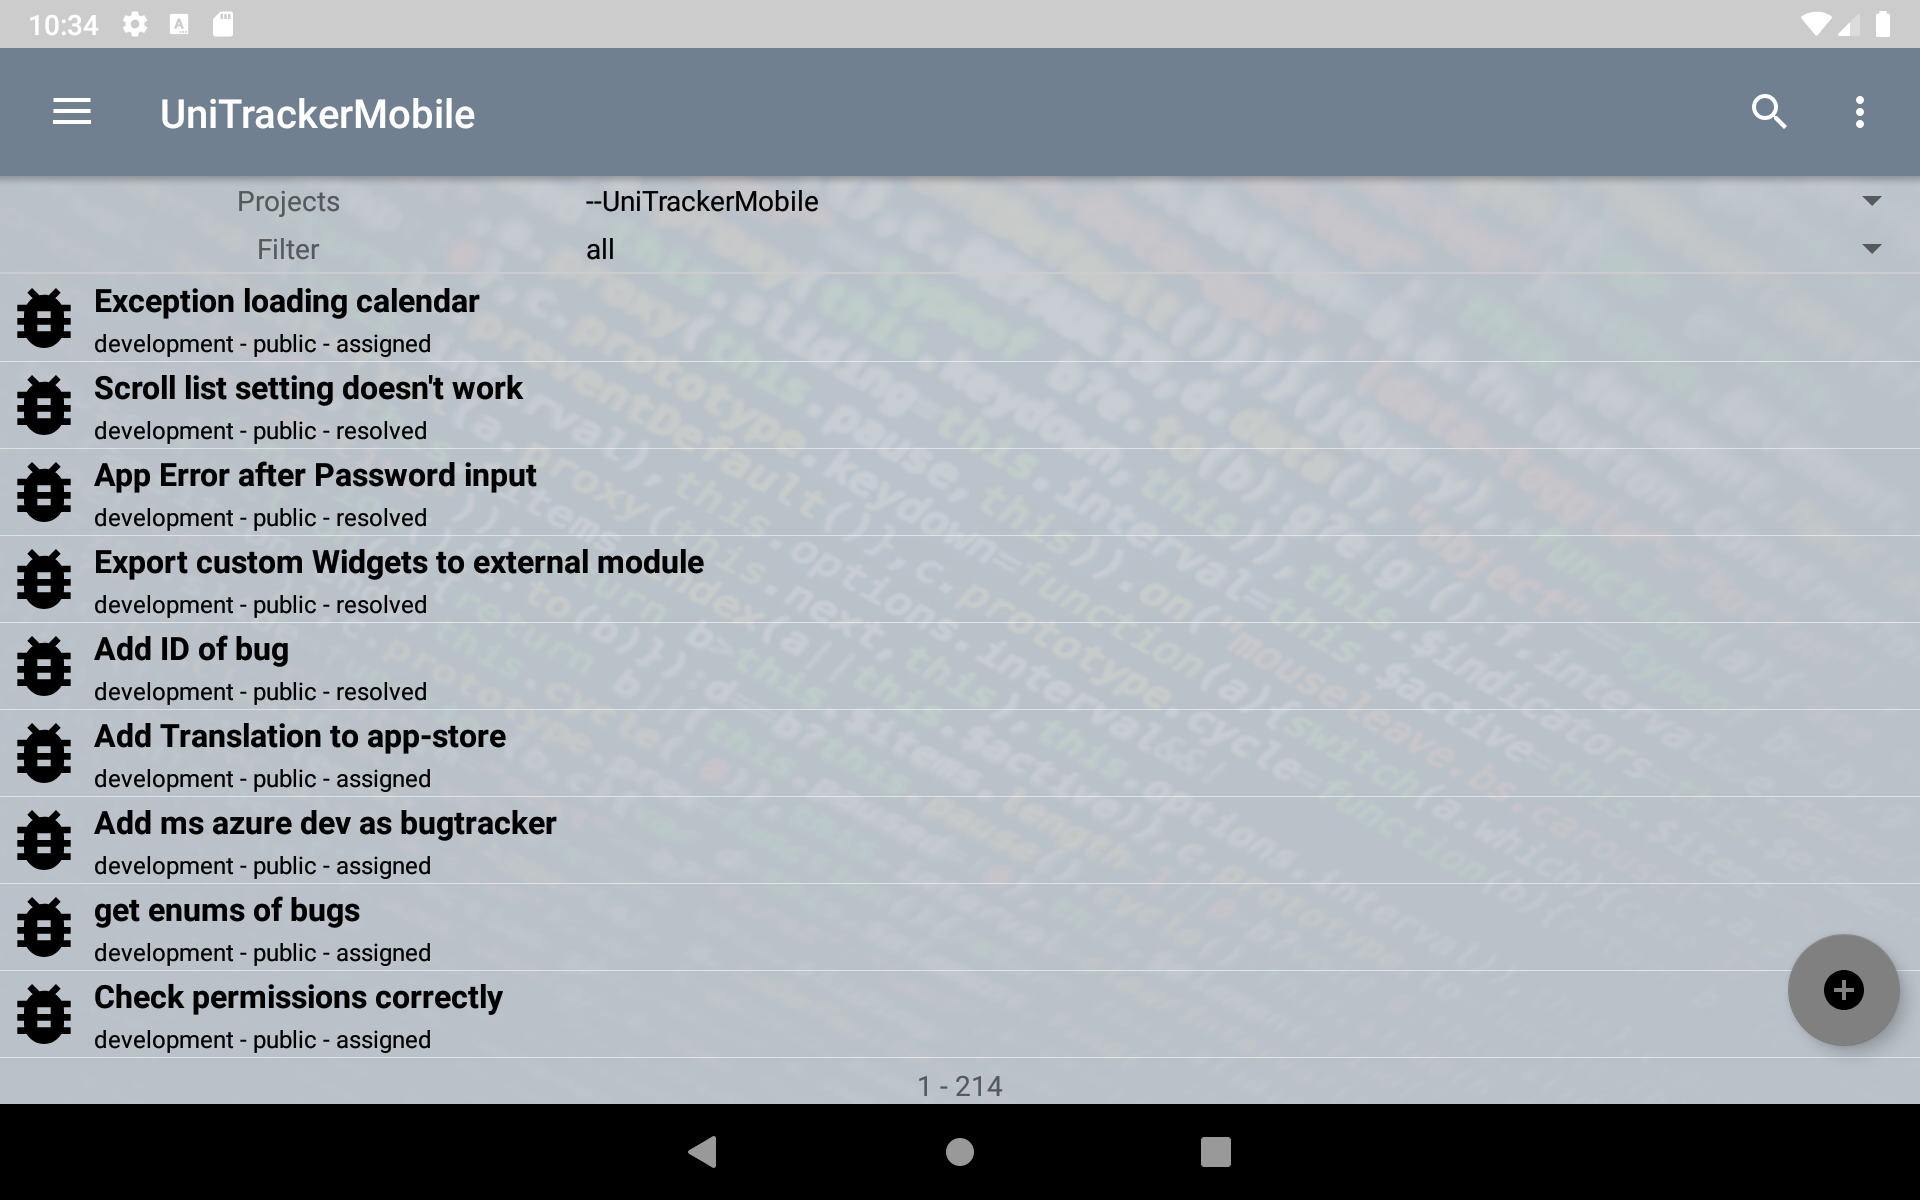 10:34
UniTrackerMobile
Projects --UniTrackerMobile
Filter all
Exception loading calendar
development - public - assigned
Scroll list setting doesn't work
development - public - resolved
App Error after Password input
development - public - resolved
Export custom Widgets to external module
development - public - resolved
Add ID of bug
development - public - resolved
Add Translation to app-store
development - public - assigned
Add ms azure dev as bugtracker
development - public - assigned
get enums of bugs
development - public - assigned
Check permissions correctly
development - public - assigned
1 - 214